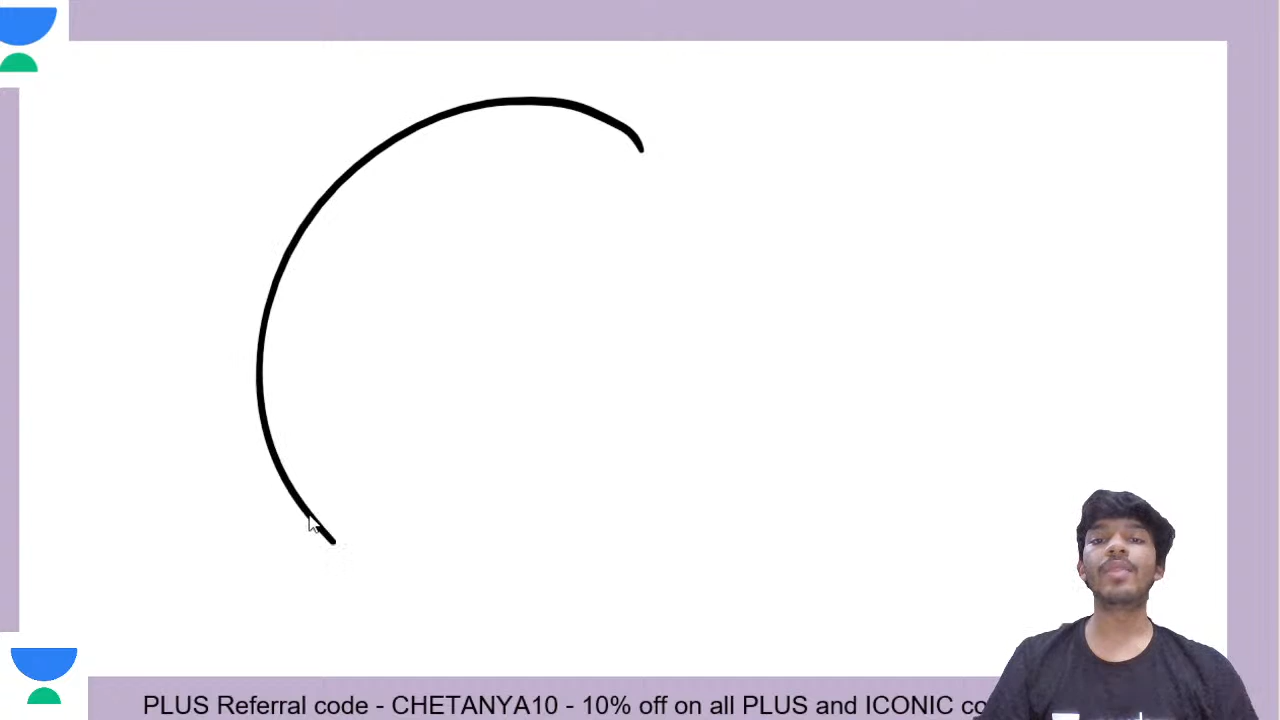 PLUS Referral code - CHETANYA10 - 10% off on all PLUS and ICONIC co